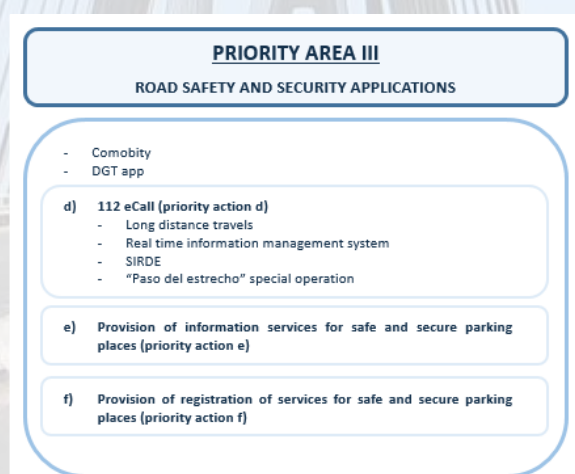 PRIORITY AREA III
ROAD SAFETY AND SECURITY APPLICATIONS
- Comobity
- DGT app
d) 112 eCall (priority action d)
- Long distance travels
- Real time information management system
- SIRDE
- “Paso del estrecho” special operation
e) Provision of information services for safe and secure parking
places (priority action e)
f) Provision of registration of services for safe and secure parking
places (priority action f)